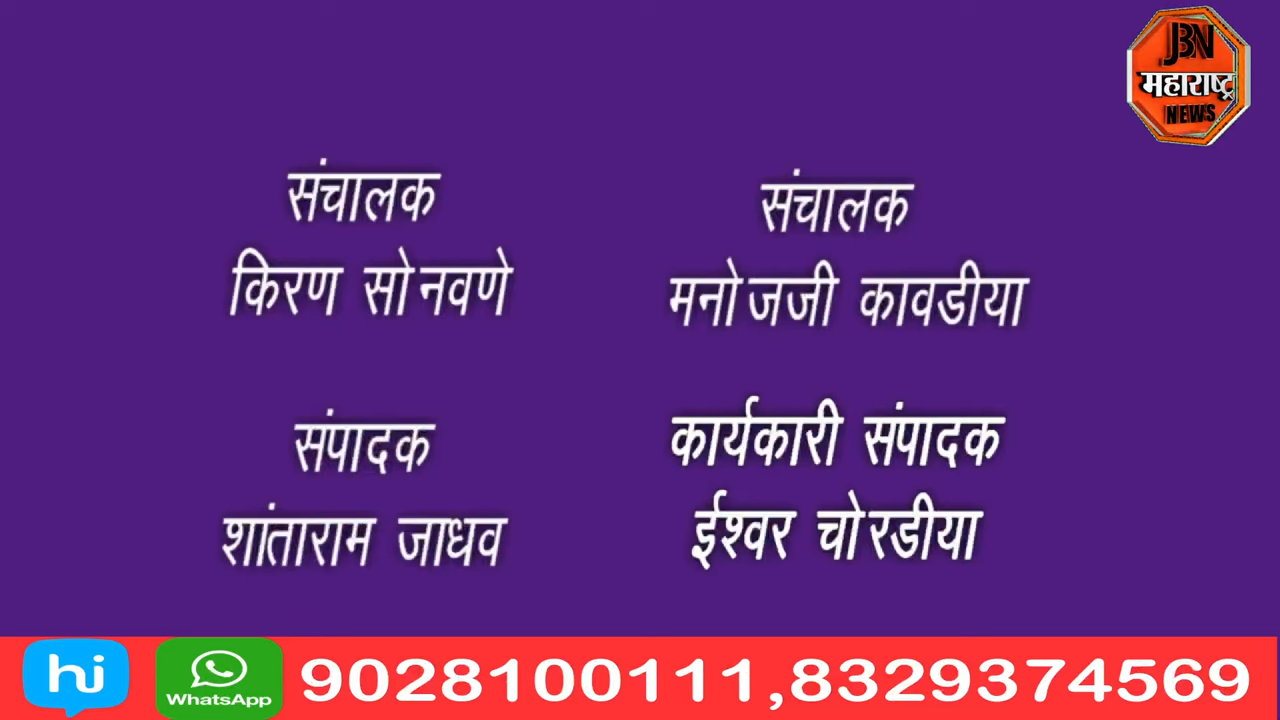 JBN
महाराष्ट्र
NEWS
संचालक
किरण सोनवणे
संचालक
मनोजजी कावडीया
संपादक
शांताराम जाधव
कार्यकारी संपादक
ईश्वर चोरडीया
hi
WhatsApp
9028100111,8329374569